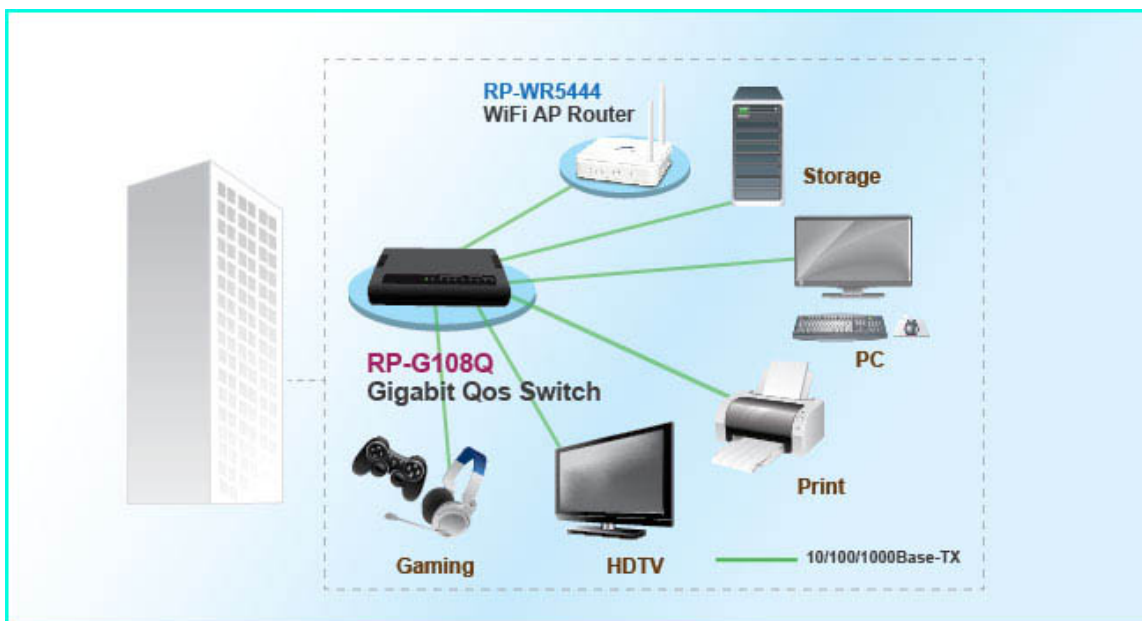 RP-WR5444
WiFi AP Router
Storage
PC
RP-G108Q
Gigabit Qos Switch
Print
Gaming
HDTV
10/100/1000Base-TX